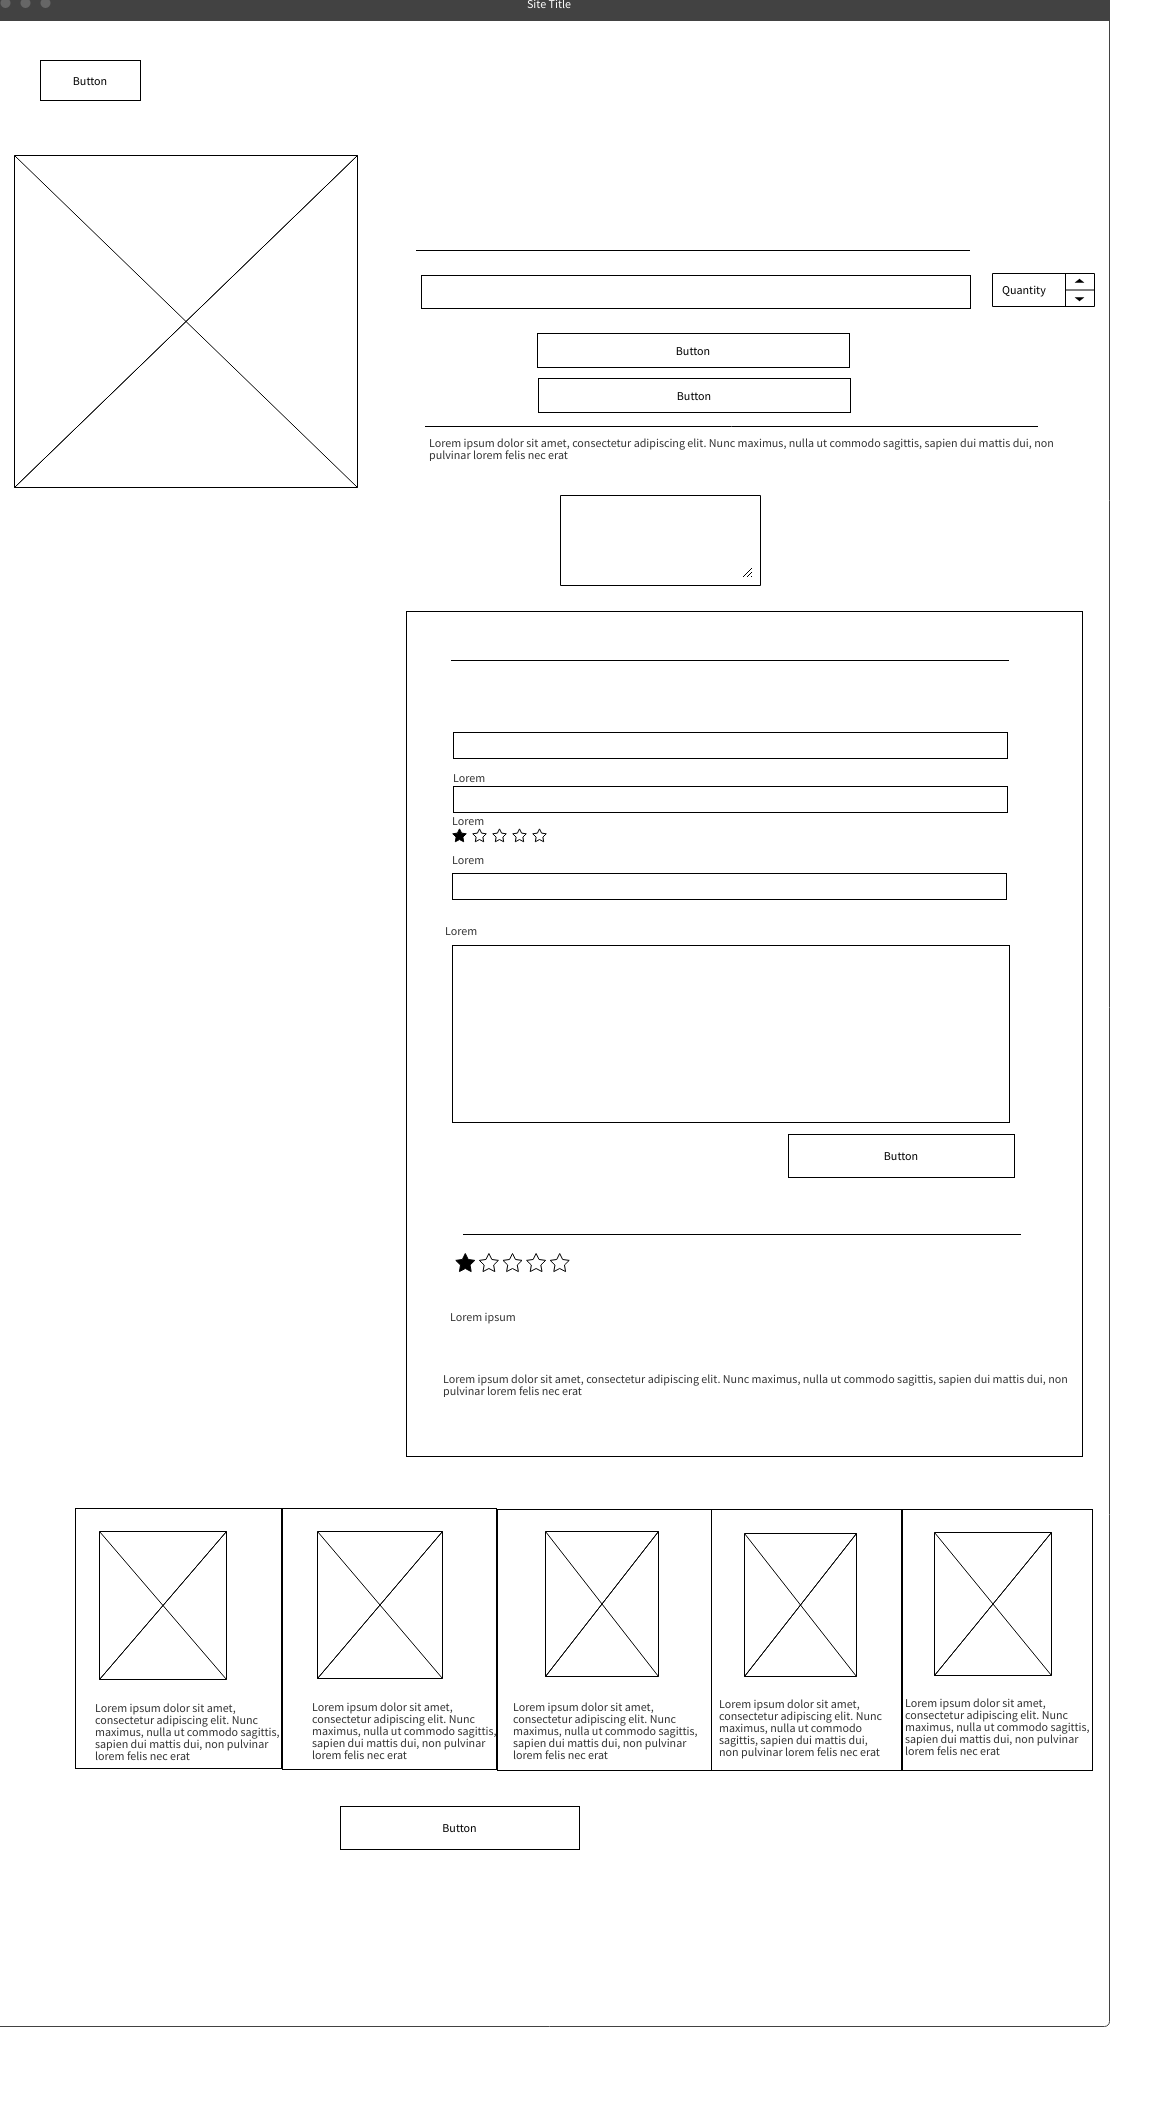 Site Title
Button
Quantity
Button
Button
Lorem ipsum dolor sit amet, consectetur adipiscing elit. Nunc maximus, nulla ut commodo sagittis, sapien dui mattis dui, non
pulvinar lorem felis nec erat
Lorem
Lorem
Lorem
Lorem
Button
Lorem ipsum
Lorem ipsum dolor sit amet, consectetur adipiscing elit. Nunc maximus, nulla ut commodo sagittis, sapien dui mattis dui, non
pulvinar lorem felis nec erat
Lorem ipsum dolor sit amet,
consectetur adipiscing elit. Nunc
maximus, nulla ut commodo sagittis,
sapien dui mattis dui, non pulvinar
lorem felis nec erat
Lorem ipsum dolor sit amet,
consectetur adipiscing elit. Nunc
maximus, nulla ut commodo sagittis,
sapien dui mattis dui, non pulvinar
lorem felis nec erat
Lorem ipsum dolor sit amet,
consectetur adipiscing elit. Nunc
maximus, nulla ut commodo sagittis,
sapien dui mattis dui, non pulvinar
lorem felis nec erat
Lorem ipsum dolor sit amet,
consectetur adipiscing elit. Nunc
maximus, nulla ut commodo
sagittis, sapien dui mattis dui,
non pulvinar lorem felis nec erat
Lorem ipsum dolor sit amet,
consectetur adipiscing elit. Nunc
maximus, nulla ut commodo sagittis,
sapien dui mattis dui, non pulvinar
lorem felis nec erat
Button